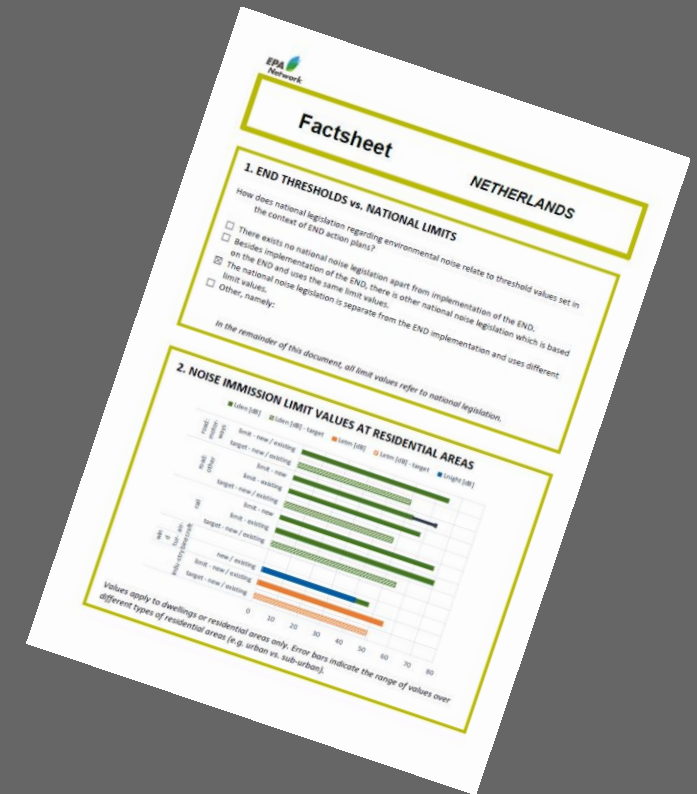 EPA
Network
Factsheet
NETHERLANDS
1. END THRESHOLDS vs. NATIONAL LIMITS
How does national legislation regarding environmental noise relate to threshold values set in
the context of END action plans?
☐ There exists no national noise legislation apart from implementation of the END.
☐ Besides implementation of the END, there is other national noise legislation which is based
on the END and uses the same limit values.
☒ The national noise legislation is separate from the END implementation and uses different
limit values.
☐ Other, namely:
In the remainder of this document, all limit values refer to national legislation.
2. NOISE IMMISSION LIMIT VALUES AT RESIDENTIAL AREAS
Lden [dB] Lden [dB] - target Letm [dB] Letm [dB] - target Lnight [dB]
limit - new / existing
target - new / existing
limit - new
limit - existing
target - new / existing
limit - new
limit - existing
target - new / existing
new / existing
limit - new / existing
target - new / existing
0 10 20 30 40 50 60 70 80
Values apply to dwellings or residential areas only. Error bars indicate the range of values over
different types of residential areas (e.g. urban vs. sub-urban).